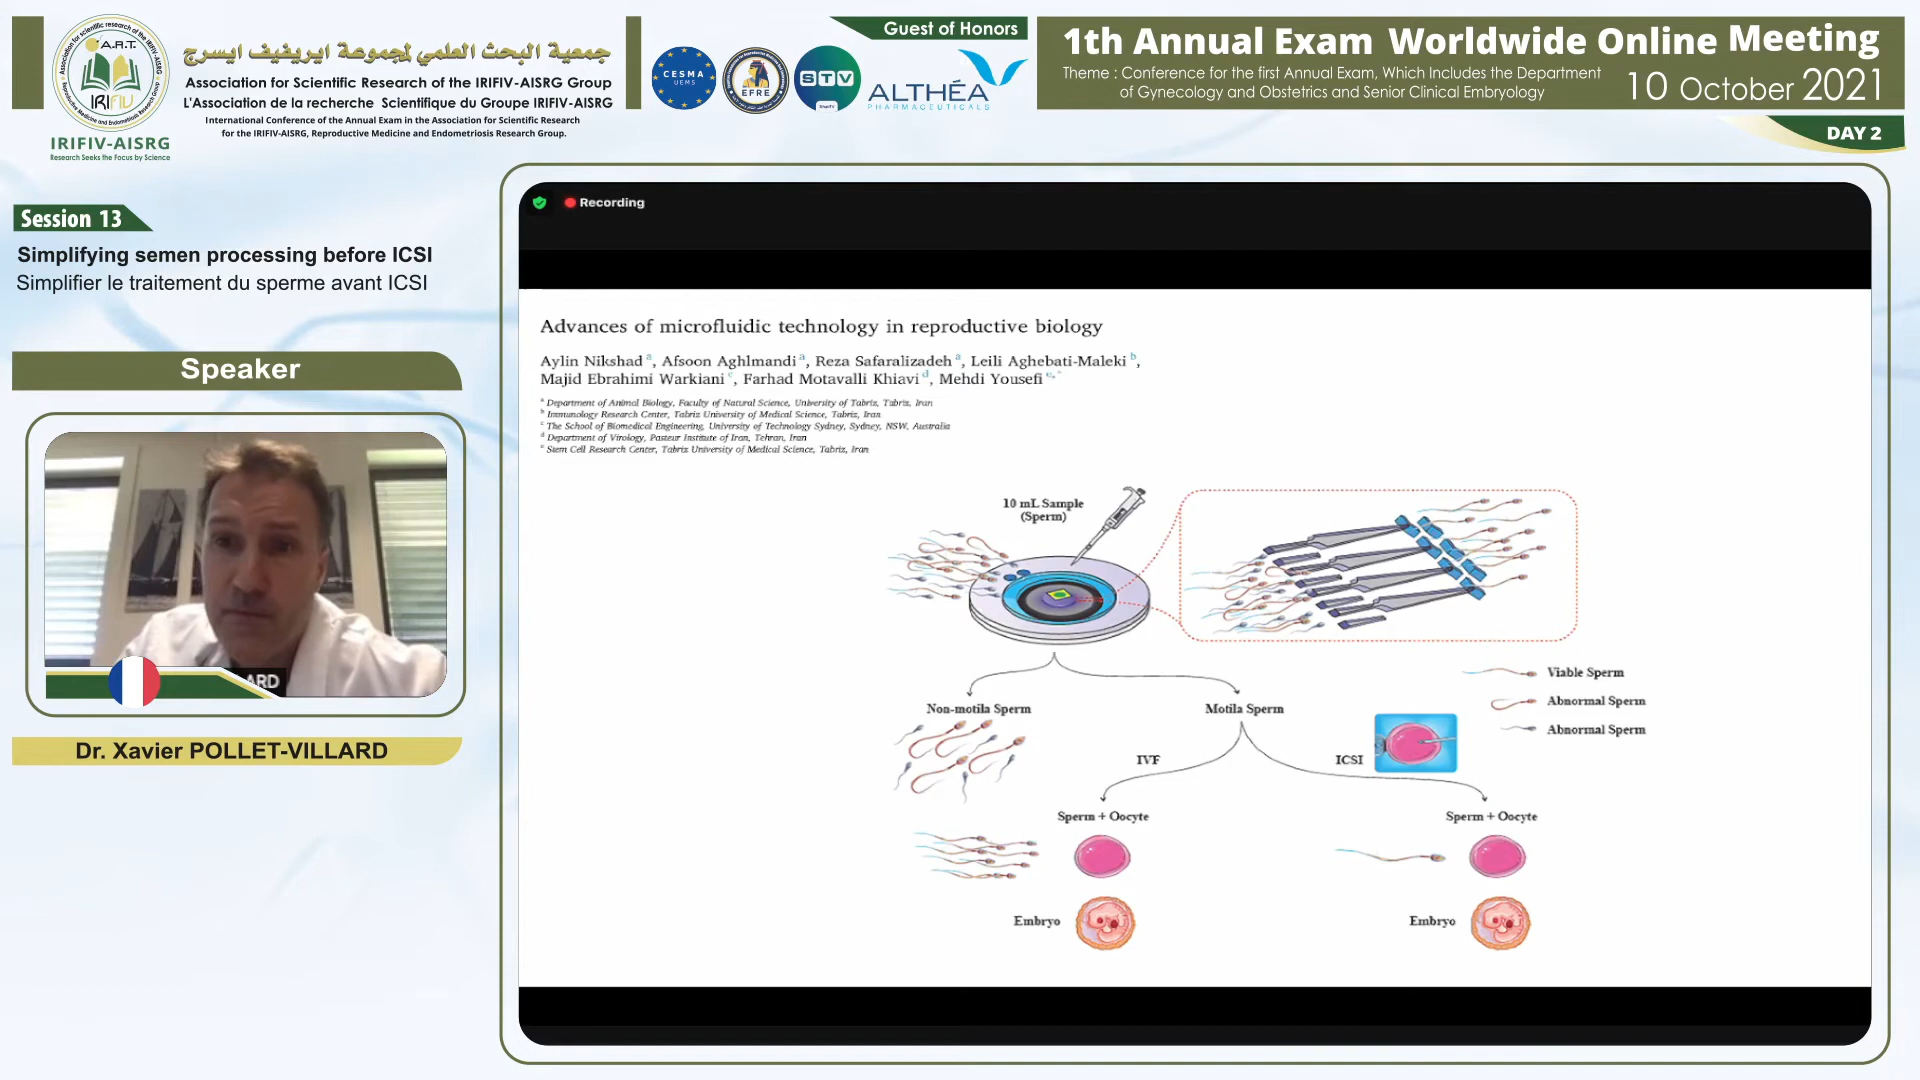 A.R.T.
IRIFIV
IRIFIV-AISRG
Research Seeks the Focus by Science
جمعية البحث العلمي لمجموعة ايريفيف ايسرج
Association for Scientific Research of the IRIFIV-AISRG Group
L'Association de la recherche Scientifique du Groupe IRIFIV-AISRG
International Conference of the Annual Exam in the Association for Scientific Research
for the IRIFIV-AISRG, Reproductive Medicine and Endometriosis Research Group.
Guest of Honors
CESMA
UEMS
EFRE
STV
ALTHÉA
PHARMACEUTICALS
1th Annual Exam Worldwide Online Meeting
Theme : Conference for the first Annual Exam, Which Includes the Department
of Gynecology and Obstetrics and Senior Clinical Embryology
10 October 2021
DAY 2
Session 13
Simplifying semen processing before ICSI
Simplifier le traitement du sperme avant ICSI
Speaker
ARD
Dr. Xavier POLLET-VILLARD
Recording
Advances of microfluidic technology in reproductive biology
Aylin Nikshad a, Afsoon Aghlmandi a, Reza Safaralizadeh a, Leili Aghebati-Maleki b,
Majid Ebrahimi Warkiani c, Farhad Motavalli Khiavi d, Mehdi Yousefi e,*
a Department of Animal Biology, Faculty of Natural Science, University of Tabriz, Tabriz, Iran
b Immunology Research Center, Tabriz University of Medical Science, Tabriz, Iran
c The School of Biomedical Engineering, University of Technology Sydney, Sydney, NSW, Australia
d Department of Virology, Pasteur Institute of Iran, Tehran, Iran
e Stem Cell Research Center, Tabriz University of Medical Science, Tabriz, Iran
10 mL Sample
(Sperm)
Non-motila Sperm
Motila Sperm
Viable Sperm
Abnormal Sperm
Abnormal Sperm
IVF
ICSI
Sperm + Oocyte
Sperm + Oocyte
Embryo
Embryo